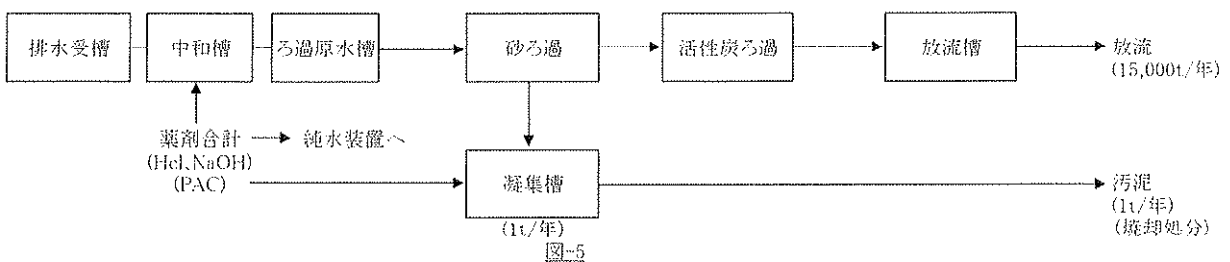 排水受槽
中和槽
ろ過原水槽
砂ろ過
活性炭ろ過
放流槽
放流
(15,000t/年)
薬剤合計
純水装置へ
(Hcl、NaOH)
(PAC)
凝集槽
(1t/年)
汚泥
(1t/年)
(焼却処分)
図-5